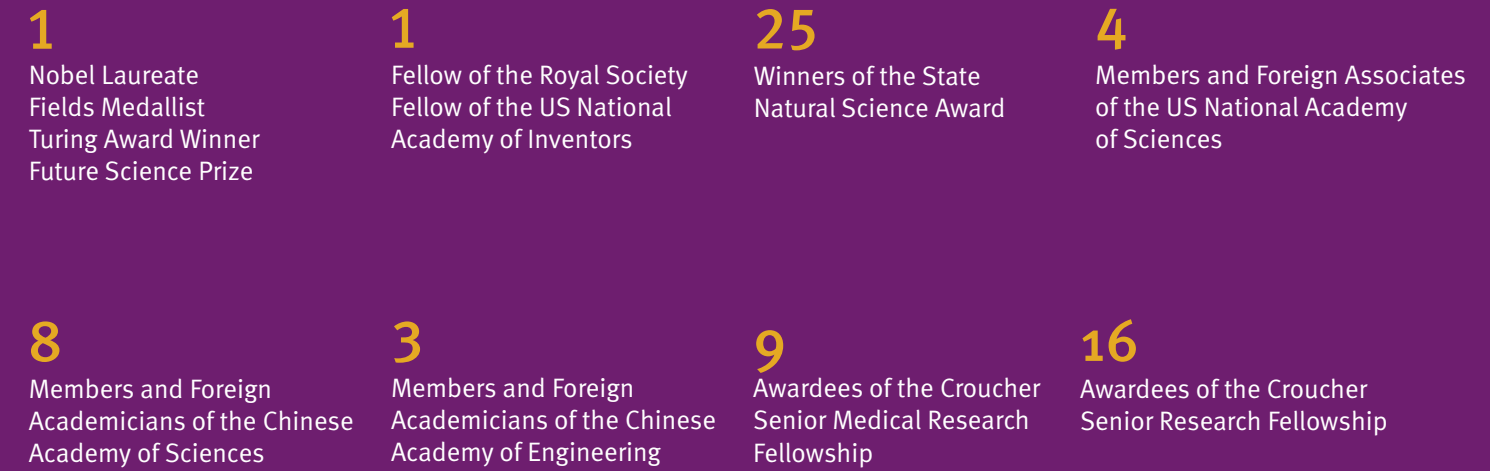 1
Nobel Laureate
Fields Medallist
Turing Award Winner
Future Science Prize
1
Fellow of the Royal Society
Fellow of the US National
Academy of Inventors
25
Winners of the State
Natural Science Award
4
Members and Foreign Associates
of the US National Academy
of Sciences
8
Members and Foreign
Academicians of the Chinese
Academy of Sciences
3
Members and Foreign
Academicians of the Chinese
Academy of Engineering
9
Awardees of the Croucher
Senior Medical Research
Fellowship
16
Awardees of the Croucher
Senior Research Fellowship